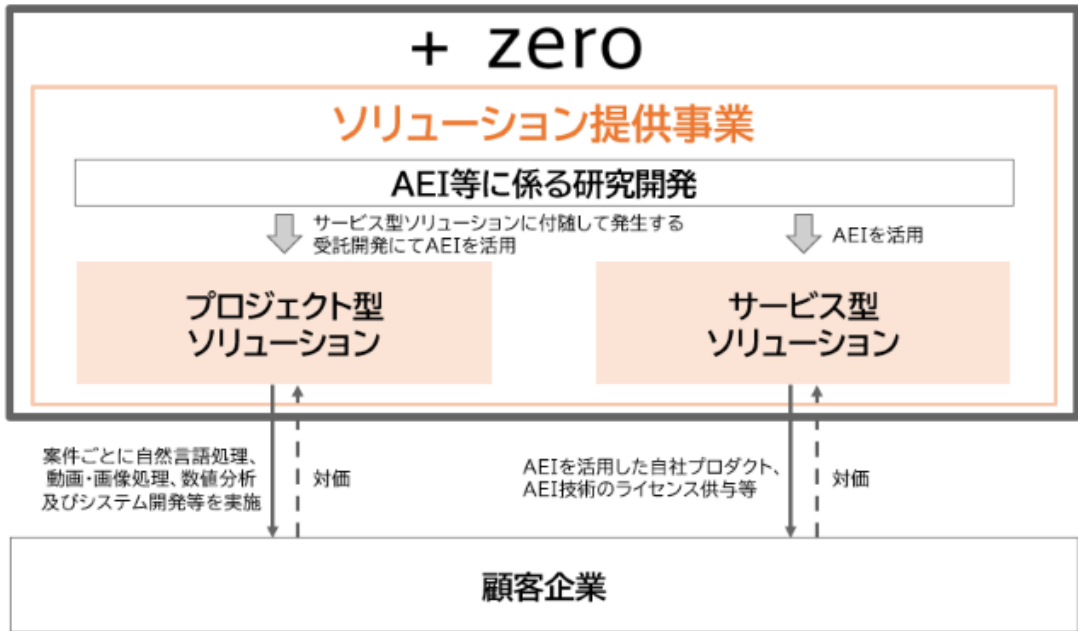 + zero
ソリューション提供事業
AEI等に係る研究開発
サービス型ソリューションに付随して発生する
受託開発にてAEIを活用
AEIを活用
プロジェクト型
ソリューション
サービス型
ソリューション
案件ごとに自然言語処理、
動画・画像処理、数値分析
及びシステム開発等を実施
対価
AEIを活用した自社プロダクト、
AEI技術のライセンス供与等
対価
顧客企業